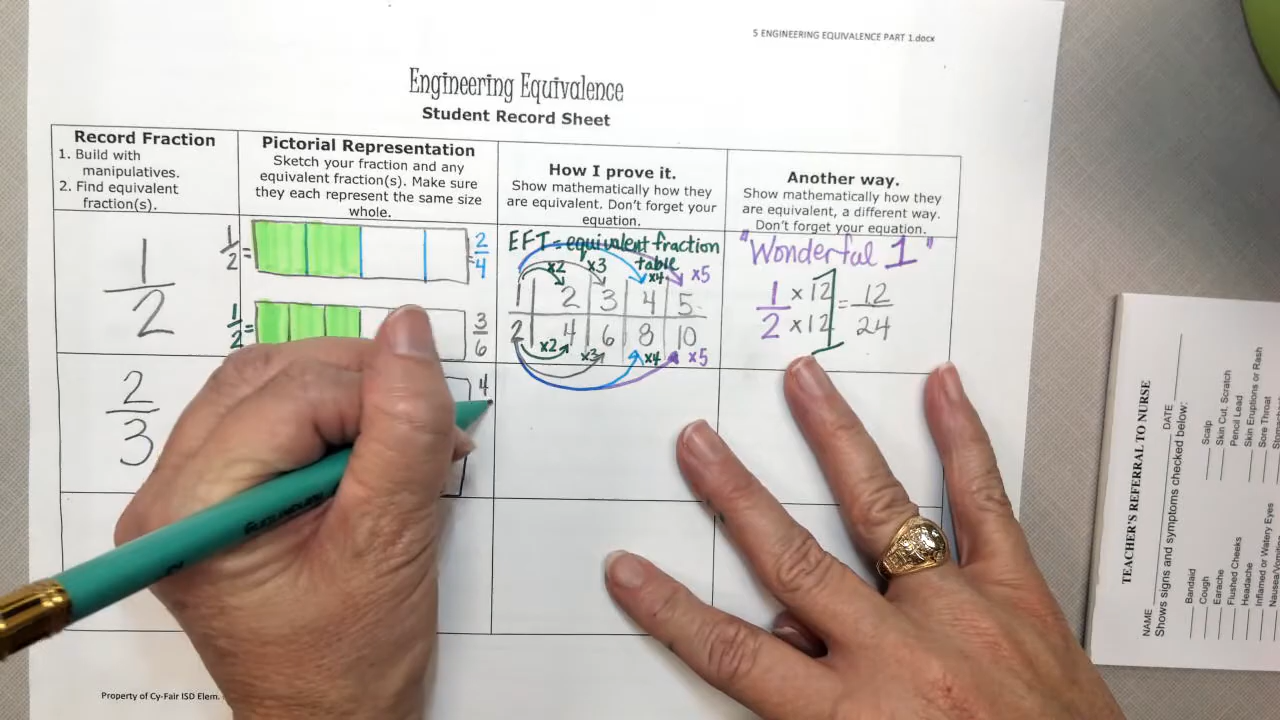 5 ENGINEERING EQUIVALENCE PART 1.docx
Engineering Equivalence
Student Record Sheet
Record Fraction
1. Build with
manipulatives.
2. Find equivalent
fraction(s).
Pictorial Representation
Sketch your fraction and any
equivalent fraction(s). Make sure
they each represent the same size
whole.
How I prove it.
Show mathematically how they
are equivalent. Don't forget your
equation.
Another way.
Show mathematically how they
are equivalent, a different way.
Don't forget your equation.
1
2
1
2 =
= 2
4
1
2 =
3
6
EFT = equivalent fraction
table
x2 x3 x4 x5
1 2 3 4 5
2 4 6 8 10
x2 x3 x4 x5
"Wonderful 1"
1 x 12 = 12
2 x 12 24
2
3
4
Property of Cy-Fair ISD Elem.
TEACHER'S REFERRAL TO NURSE
NAME DATE
Shows signs and symptoms checked below:
Bandaid
Cough
Earache
Flushed Cheeks
Headache
Inflamed or Watery Eyes
Nausea/Vomiting
Scalp
Skin Cut, Scratch
Pencil Lead
Skin Eruptions or Rash
Sore Throat